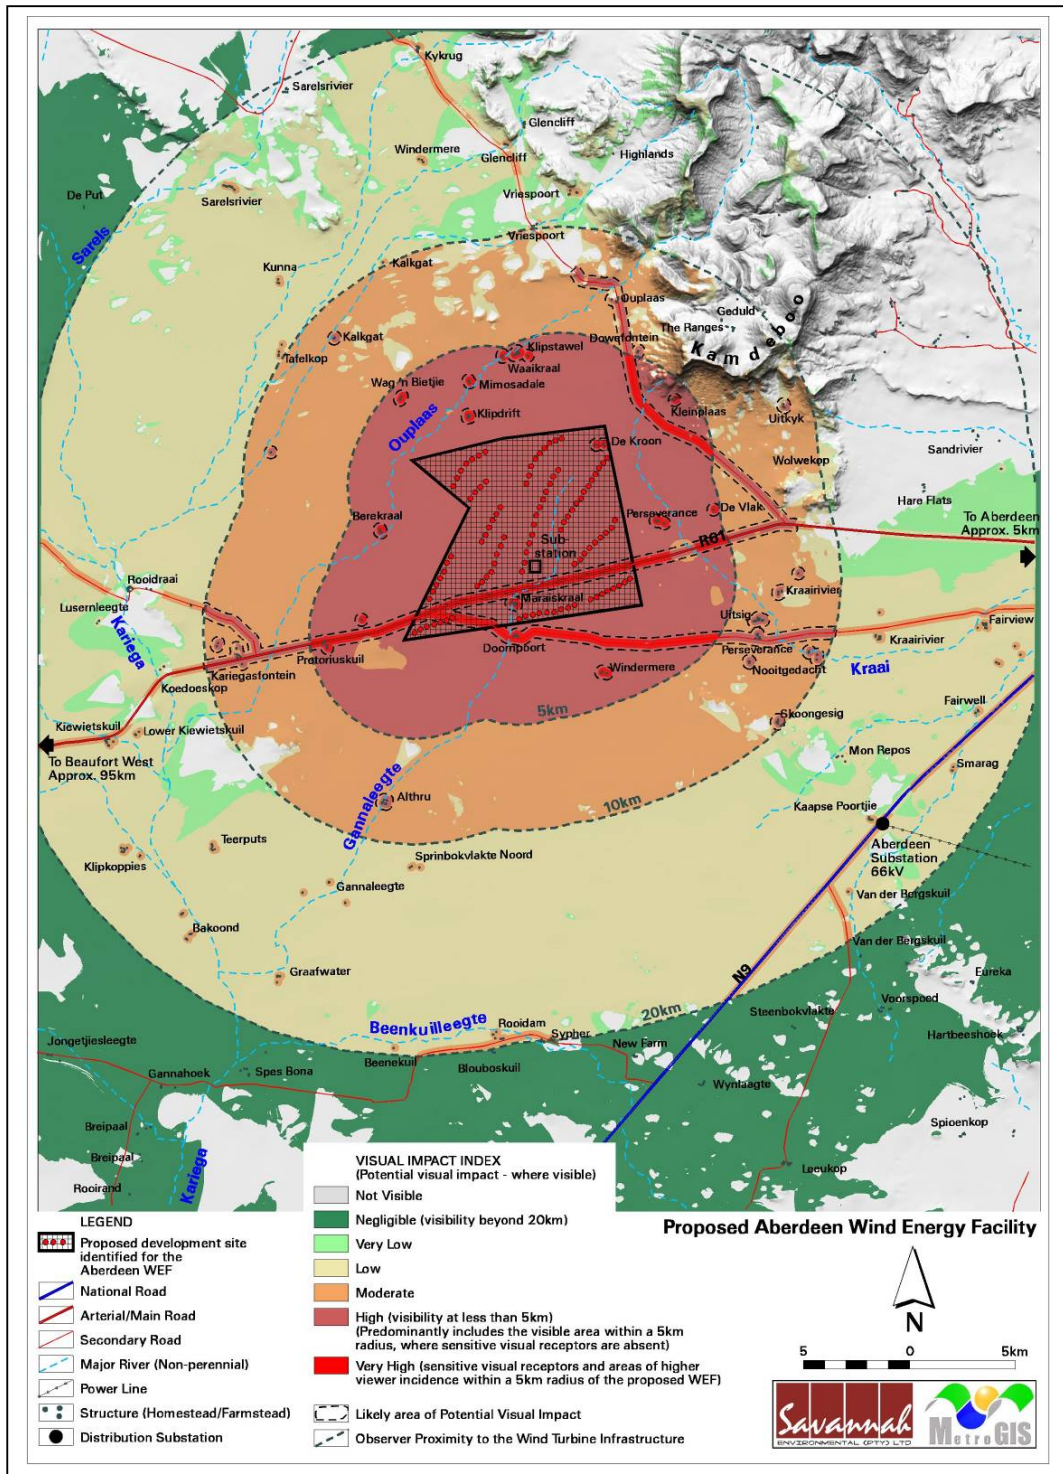 Kykrug
Sarelsrivier
Glencliff
Windermere
Glencliff
Highlands
De Put
Sarelsrivier
Vriespoort
Sarels
Vriespoort
Kunna
Kalkgat
Ouplaas
Geduld
The Ranges
Kamdeboo
Kalkgat
Tafelkop
Klipstawel
Dowefontein
Waaikraal
Wag 'n Bietjie
Mimosadale
Ouplaas
Klipdrift
Kleinplaas
Uitkyk
De Kroon
Sandrivier
Wolwekop
Hare Flats
Berekraal
Perseverance
De Vlak
To Aberdeen
Approx. 5km
R61
Sub-
station
Rooidraai
Lusernleegte
Maraiskraal
Kraairivier
Uitsig
Fairview
Kariega
Pretoriuskuil
Doornpoort
Perseverance
Kraairivier
Kariegasfontein
Windermere
Nooitgedacht
Kraai
Koedoeskop
5km
Skoongesig
Fairwell
Kiewietskuil
Lower Kiewietskuil
To Beaufort West
Approx. 95km
Mon Repos
Smarag
Gannaleegte
Althru
10km
Kaapse Poortjie
Aberdeen
Substation
66kV
Teerputs
Klipkoppies
Sprinbokvlakte Noord
Gannaleegte
Van der Bergskuil
Bakoond
Van der Bergskuil
Graafwater
N9
Eureka
Voorspoed
20km
Steenbokvlakte
Beenkuilleegte
Rooidam
Sypher
Hartbeeshoek
Jongetjiesleegte
New Farm
Beenekuil
Blouboskuil
Gannahoek
Spes Bona
Wynlaagte
Breipaal
Spioenkop
Breipaal
Leeukop
Rooirand
Kariega
VISUAL IMPACT INDEX
(Potential visual impact - where visible)
Not Visible
Negligible (visibility beyond 20km)
Very Low
Low
Moderate
High (visibility at less than 5km)
(Predominantly includes the visible area within a 5km
radius, where sensitive visual receptors are absent)
Very High (sensitive visual receptors and areas of higher
viewer incidence within a 5km radius of the proposed WEF)
Likely area of Potential Visual Impact
Observer Proximity to the Wind Turbine Infrastructure
LEGEND
Proposed development site
identified for the
Aberdeen WEF
National Road
Arterial/Main Road
Secondary Road
Major River (Non-perennial)
Power Line
Structure (Homestead/Farmstead)
Distribution Substation
Proposed Aberdeen Wind Energy Facility
N
5 0 5km
Savannah
ENVIRONMENTAL (PTY) LTD
MetroGIS